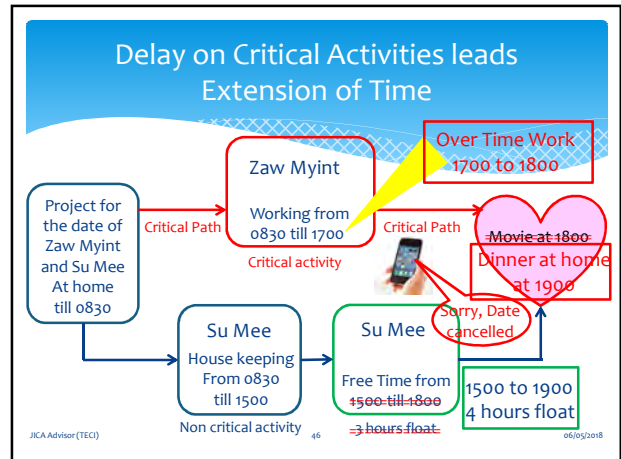 Delay on Critical Activities leads
Extension of Time
Over Time Work
1700 to 1800
Zaw Myint
Working from
0830 till 1700
Critical activity
Project for
the date of
Zaw Myint
and Su Mee
At home
till 0830
Critical Path
Critical Path
Movie at 1800
Dinner at home
at 1900
Sorry, Date
cancelled
Su Mee
House keeping
From 0830
till 1500
Non critical activity
Su Mee
Free Time from
1500 till 1800
3 hours float
1500 to 1900
4 hours float
JICA Advisor (TECI)
46
06/05/2018